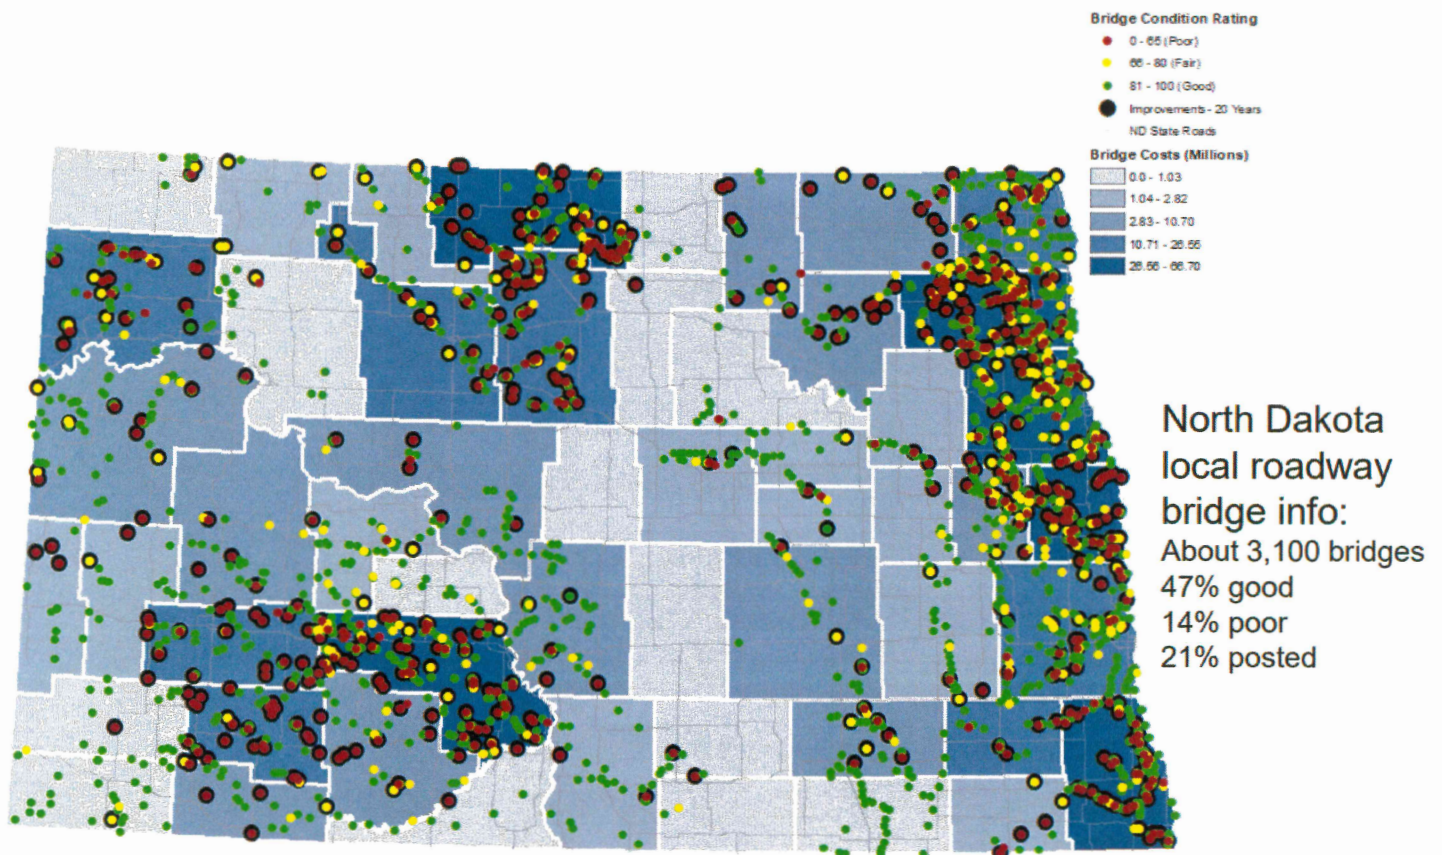 Bridge Condition Rating
0 - 65 (Poor)
66 - 80 (Fair)
81 - 100 (Good)
Improvements - 20 Years
ND State Roads
Bridge Costs (Millions)
0.0 - 1.03
1.04 - 2.82
2.83 - 10.70
10.71 - 28.55
28.56 - 66.70
North Dakota
local roadway
bridge info:
About 3,100 bridges
47% good
14% poor
21% posted